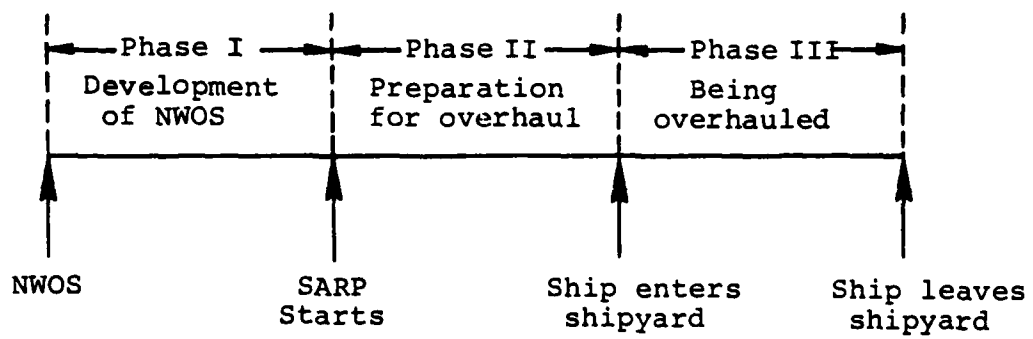 Phase I
Phase II
Phase III
Development
of NWOS
Preparation
for overhaul
Being
overhauled
NWOS
SARP
Starts
Ship enters
shipyard
Ship leaves
shipyard